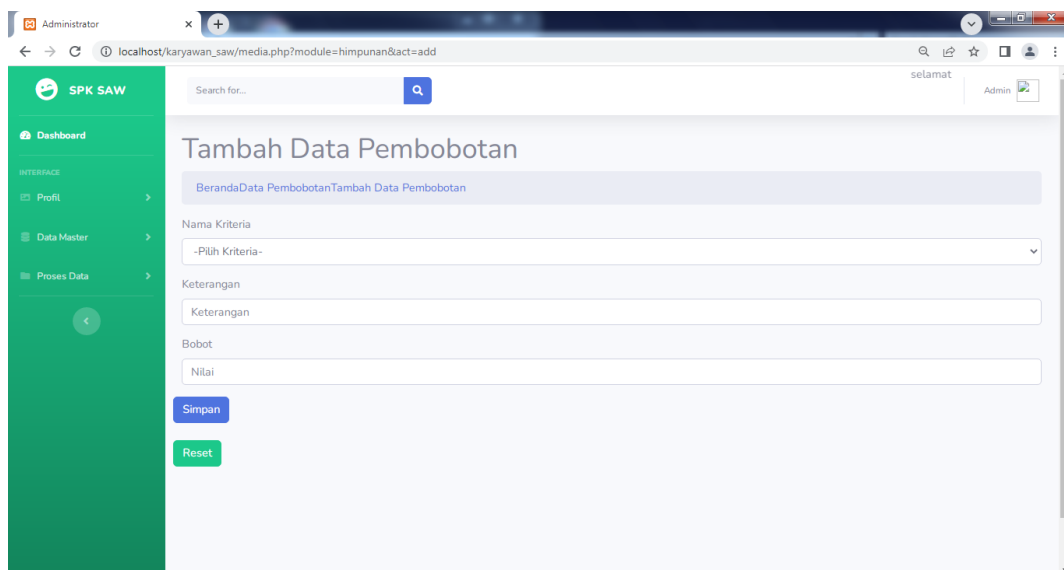 Administrator
localhost/karyawan_saw/media.php?module=himpunan&act=add
SPK SAW
Search for...
selamat
Admin
Dashboard
INTERFACE
Profil
Data Master
Proses Data
Tambah Data Pembobotan
BerandaData PembobotanTambah Data Pembobotan
Nama Kriteria
-Pilih Kriteria-
Keterangan
Keterangan
Bobot
Nilai
Simpan
Reset